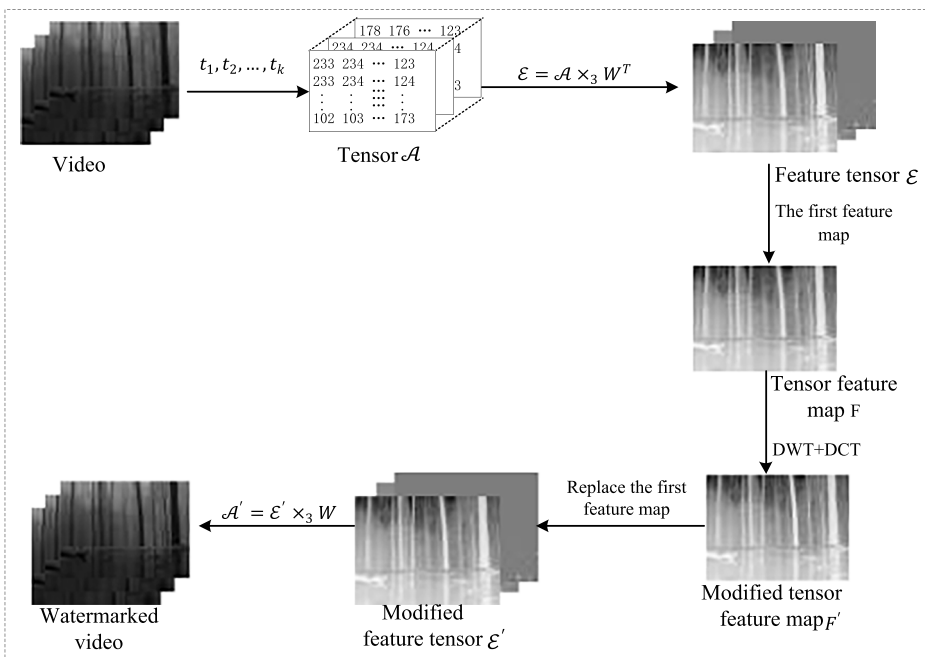 Video
t₁, t₂, …, t_k
178 176 ⋯ 123
234 234 ⋯ 124 4
233 234 ⋯ 123
233 234 ⋯ 124
3
102 103 ⋯ 173
Tensor 𝒜
ℰ = 𝒜 ×₃ Wᵀ
Feature tensor ℰ
The first feature
map
Tensor feature
map F
DWT+DCT
Modified tensor
feature map F′
Replace the first
feature map
Modified
feature tensor ℰ′
𝒜′ = ℰ′ ×₃ W
Watermarked
video